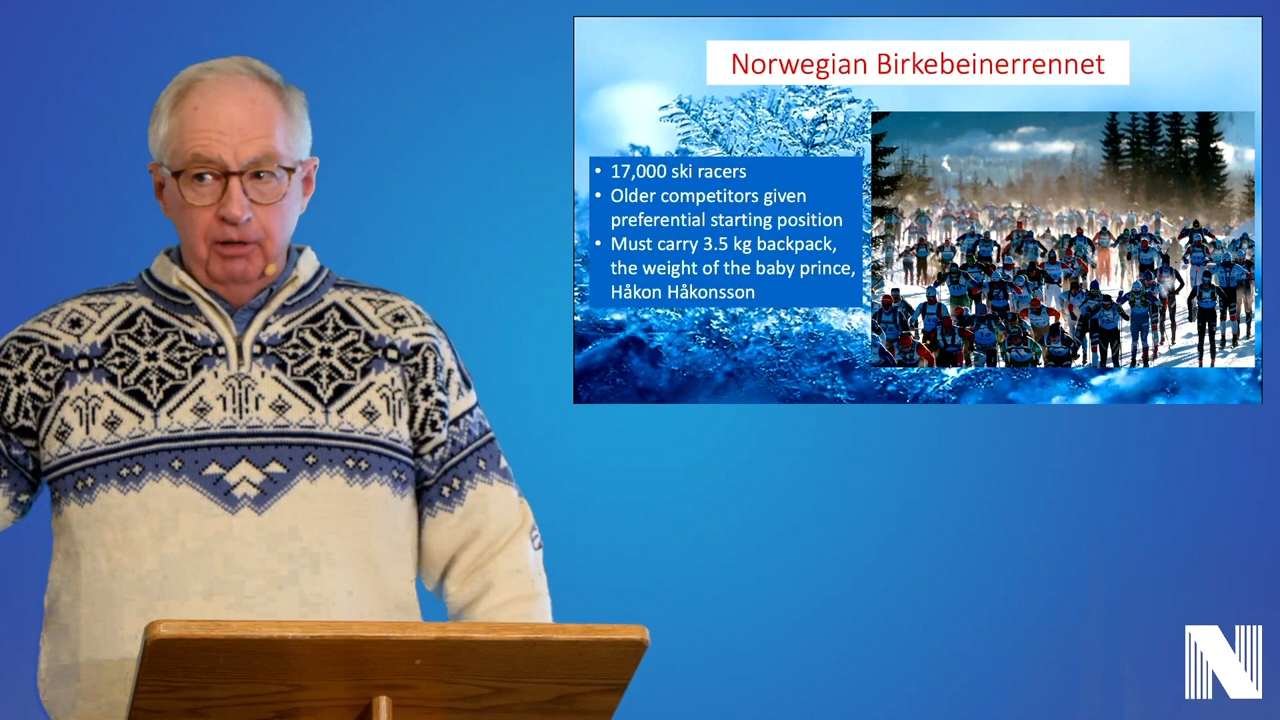 Norwegian Birkebeinerrennet
• 17,000 ski racers
• Older competitors given
preferential starting position
• Must carry 3.5 kg backpack,
the weight of the baby prince,
Håkon Håkonsson
N